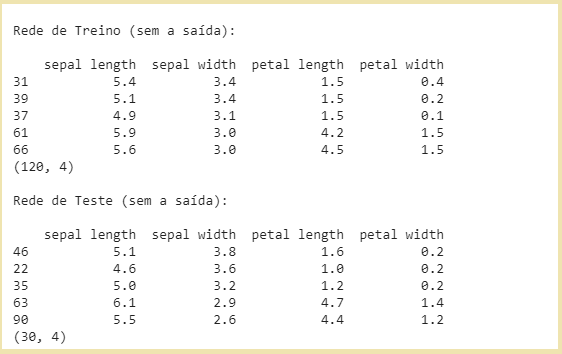 Rede de Treino (sem a saída):
sepal length sepal width petal length petal width
31 5.4 3.4 1.5 0.4
39 5.1 3.4 1.5 0.2
37 4.9 3.1 1.5 0.1
61 5.9 3.0 4.2 1.5
66 5.6 3.0 4.5 1.5
(120, 4)
Rede de Teste (sem a saída):
sepal length sepal width petal length petal width
46 5.1 3.8 1.6 0.2
22 4.6 3.6 1.0 0.2
35 5.0 3.2 1.2 0.2
63 6.1 2.9 4.7 1.4
90 5.5 2.6 4.4 1.2
(30, 4)